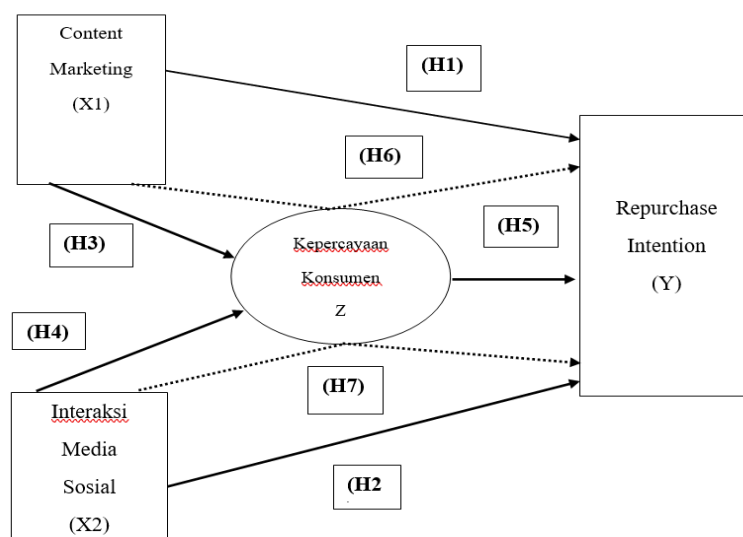 Content
Marketing
(X1)
(H1)
(H6)
Repurchase
Intention
(Y)
(H3)
Kepercayaan
Konsumen
Z
(H5)
(H4)
(H7)
Interaksi
Media
Sosial
(X2)
(H2